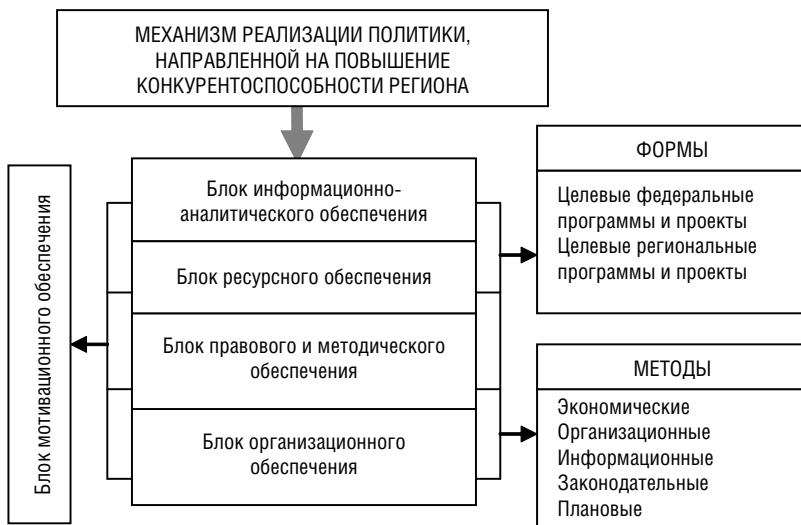 МЕХАНИЗМ РЕАЛИЗАЦИИ ПОЛИТИКИ,
НАПРАВЛЕННОЙ НА ПОВЫШЕНИЕ
КОНКУРЕНТОСПОСОБНОСТИ РЕГИОНА
Блок мотивационного обеспечения
Блок информационно-
аналитического обеспечения
Блок ресурсного обеспечения
Блок правового и методического
обеспечения
Блок организационного
обеспечения
ФОРМЫ
Целевые федеральные
программы и проекты
Целевые региональные
программы и проекты
МЕТОДЫ
Экономические
Организационные
Информационные
Законодательные
Плановые